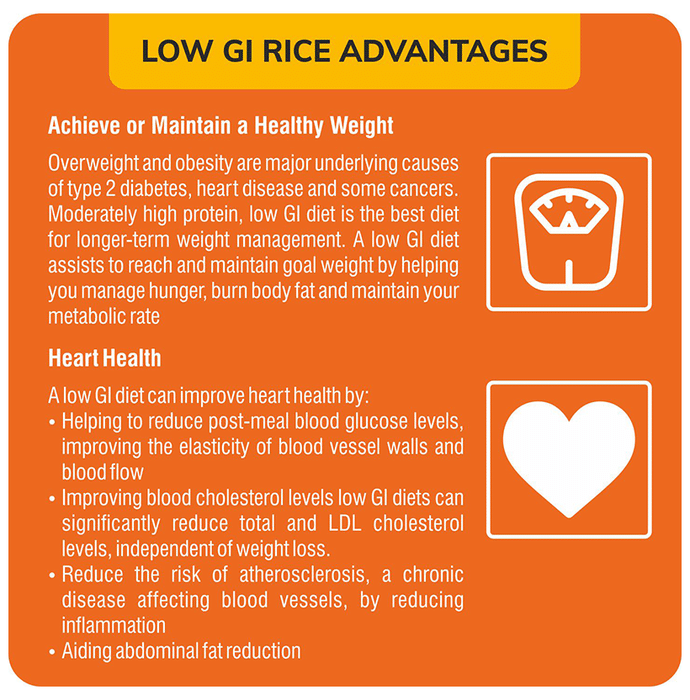 LOW GI RICE ADVANTAGES
Achieve or Maintain a Healthy Weight
Overweight and obesity are major underlying causes
of type 2 diabetes, heart disease and some cancers.
Moderately high protein, low GI diet is the best diet
for longer-term weight management. A low GI diet
assists to reach and maintain goal weight by helping
you manage hunger, burn body fat and maintain your
metabolic rate
Heart Health
A low GI diet can improve heart health by:
• Helping to reduce post-meal blood glucose levels,
improving the elasticity of blood vessel walls and
blood flow
• Improving blood cholesterol levels low GI diets can
significantly reduce total and LDL cholesterol
levels, independent of weight loss.
• Reduce the risk of atherosclerosis, a chronic
disease affecting blood vessels, by reducing
inflammation
• Aiding abdominal fat reduction